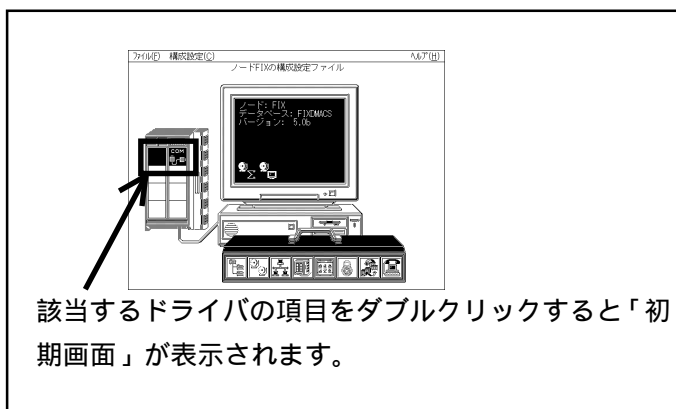 ファイル(F) 構成設定(C) ヘルプ(H)
ノードFIXの構成設定ファイル
ノード: FIX
データベース: FIXDMACS
バージョン: 5.0b
COM
該当するドライバの項目をダブルクリックすると「初
期画面」が表示されます。